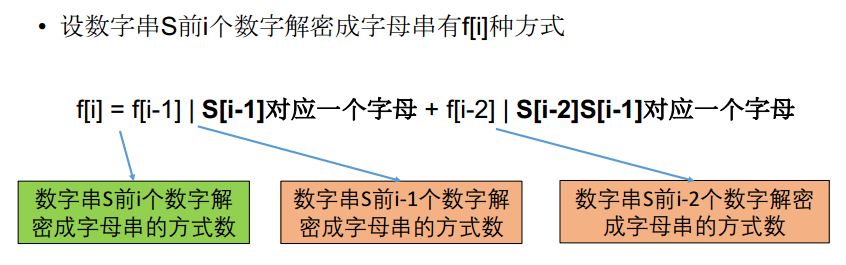 • 设数字串S前i个数字解密成字母串有f[i]种方式
f[i] = f[i-1] | S[i-1]对应一个字母 + f[i-2] | S[i-2]S[i-1]对应一个字母
数字串S前i个数字解
密成字母串的方式数
数字串S前i-1个数字解
密成字母串的方式数
数字串S前i-2个数字解密
成字母串的方式数